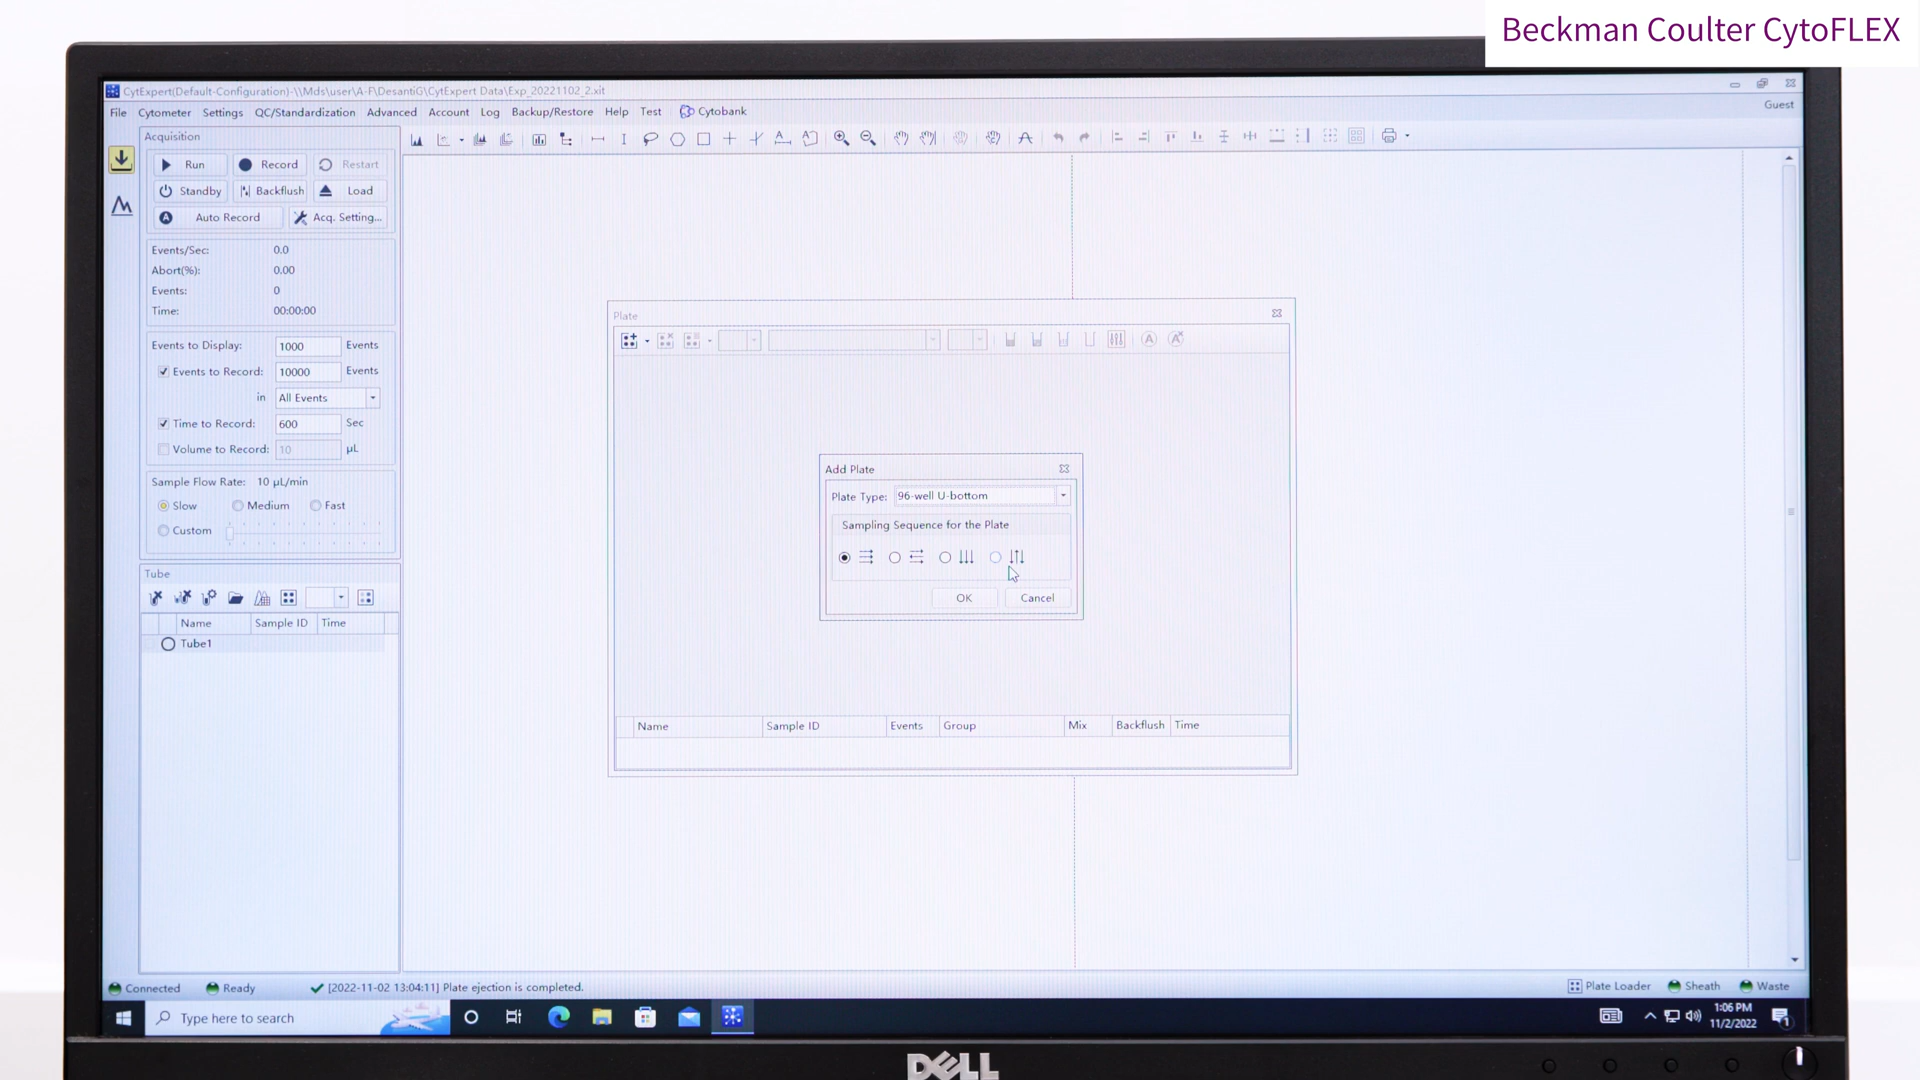 Beckman Coulter CytoFLEX
CytExpert(Default-Configuration)-\\Mds\user\A-F\DesantiG\CytExpert Data\Exp_20221102_2.xit
File Cytometer Settings QC/Standardization Advanced Account Log Backup/Restore Help Test Cytobank
Guest
Acquisition
Run Record Restart
Standby Backflush Load
Auto Record Acq. Setting...
Events/Sec: 0.0
Abort(%): 0.00
Events: 0
Time: 00:00:00
Events to Display: 1000 Events
Events to Record: 10000 Events
in All Events
Time to Record: 600 Sec
Volume to Record: 10 µL
Sample Flow Rate: 10 µL/min
Slow Medium Fast
Custom
Tube
Name Sample ID Time
Tube1
Plate
Add Plate
Plate Type: 96-well U-bottom
Sampling Sequence for the Plate
OK Cancel
Name Sample ID Events Group Mix Backflush Time
Connected Ready [2022-11-02 13:04:11] Plate ejection is completed. Plate Loader Sheath Waste
Type here to search
1:06 PM
11/2/2022
1
DELL